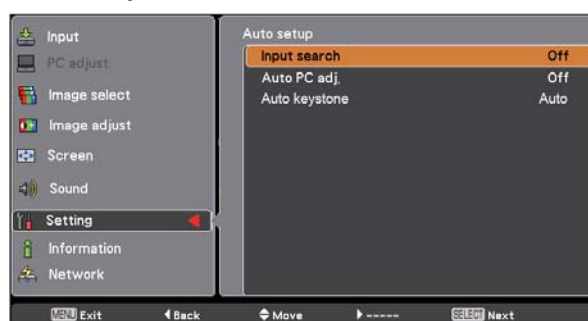 Input
PC adjust
Image select
Image adjust
Screen
Sound
Setting
Information
Network
Auto setup
Input search Off
Auto PC adj. Off
Auto keystone Auto
MENU Exit Back Move ----- SELECT Next